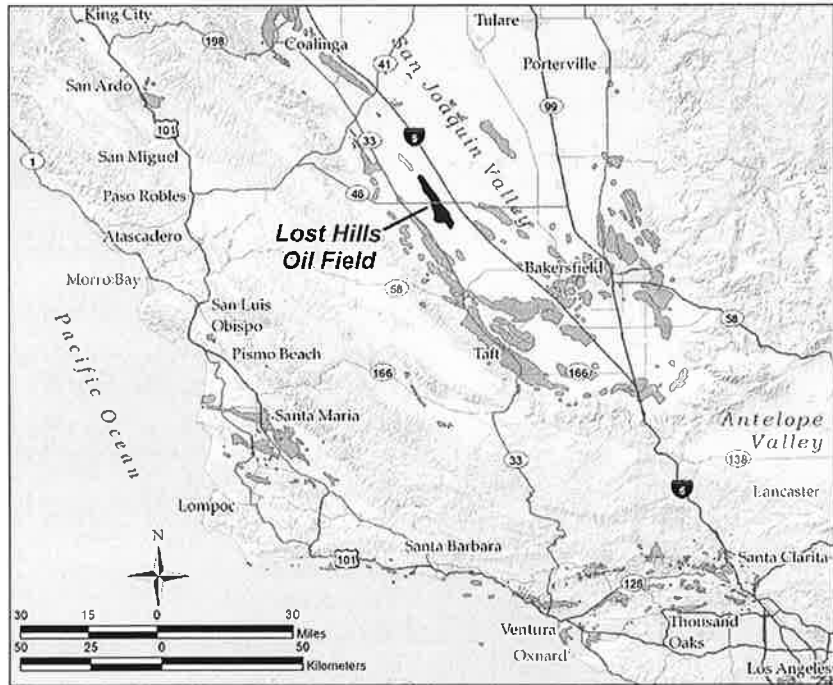 King City
Tulare
198
Coalinga
41
San Joaquin Valley
Porterville
San Ardo
101
99
33
5
1
San Miguel
Paso Robles
46
Atascadero
Lost Hills
Oil Field
Bakersfield
Morro Bay
58
58
San Luis
Obispo
Pacific Ocean
Pismo Beach
Taft
166
166
Santa Maria
Antelope
Valley
33
138
5
Lancaster
Lompoc
N
Santa Barbara
101
Santa Clarita
126
30 15 0 30
Miles
50 25 0 50
Kilometers
Ventura
Thousand
Oaks
Oxnard
Los Angeles